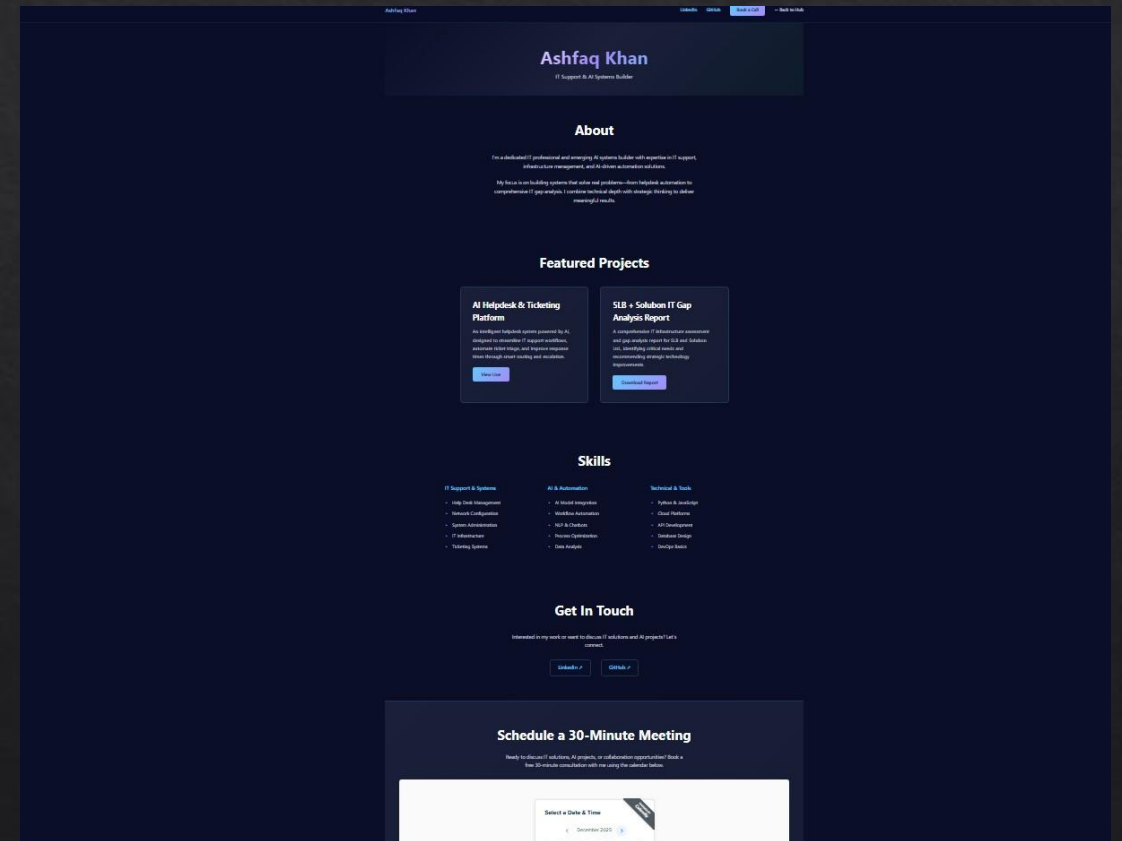 Ashfaq Khan
LinkedIn GitHub Book a Call ← Back to Hub
Ashfaq Khan
IT Support & AI Systems Builder
About
I'm a dedicated IT professional and emerging AI systems builder with expertise in IT support,
infrastructure management, and AI-driven automation solutions.
My focus is on building systems that solve real problems—from helpdesk automation to
comprehensive IT gap analysis. I combine technical depth with strategic thinking to deliver
meaningful results.
Featured Projects
AI Helpdesk & Ticketing
Platform
An intelligent helpdesk system powered by AI,
designed to streamline IT support workflows,
automate ticket triage, and improve response
times through smart routing and escalation.
View Live
SLB + Solubon IT Gap
Analysis Report
A comprehensive IT infrastructure assessment
and gap analysis report for SLB and Solubon
Ltd., identifying critical needs and
recommending strategic technology
improvements.
Download Report
Skills
IT Support & Systems
• Help Desk Management
• Network Configuration
• System Administration
• IT Infrastructure
• Ticketing Systems
AI & Automation
• AI Model Integration
• Workflow Automation
• NLP & Chatbots
• Process Optimization
• Data Analysis
Technical & Tools
• Python & JavaScript
• Cloud Platforms
• API Development
• Database Design
• DevOps Basics
Get In Touch
Interested in my work or want to discuss IT solutions and AI projects? Let's
connect.
LinkedIn ↗ GitHub ↗
Schedule a 30-Minute Meeting
Ready to discuss IT solutions, AI projects, or collaboration opportunities? Book a
free 30-minute consultation with me using the calendar below.
Select a Date & Time
‹ December 2025 ›